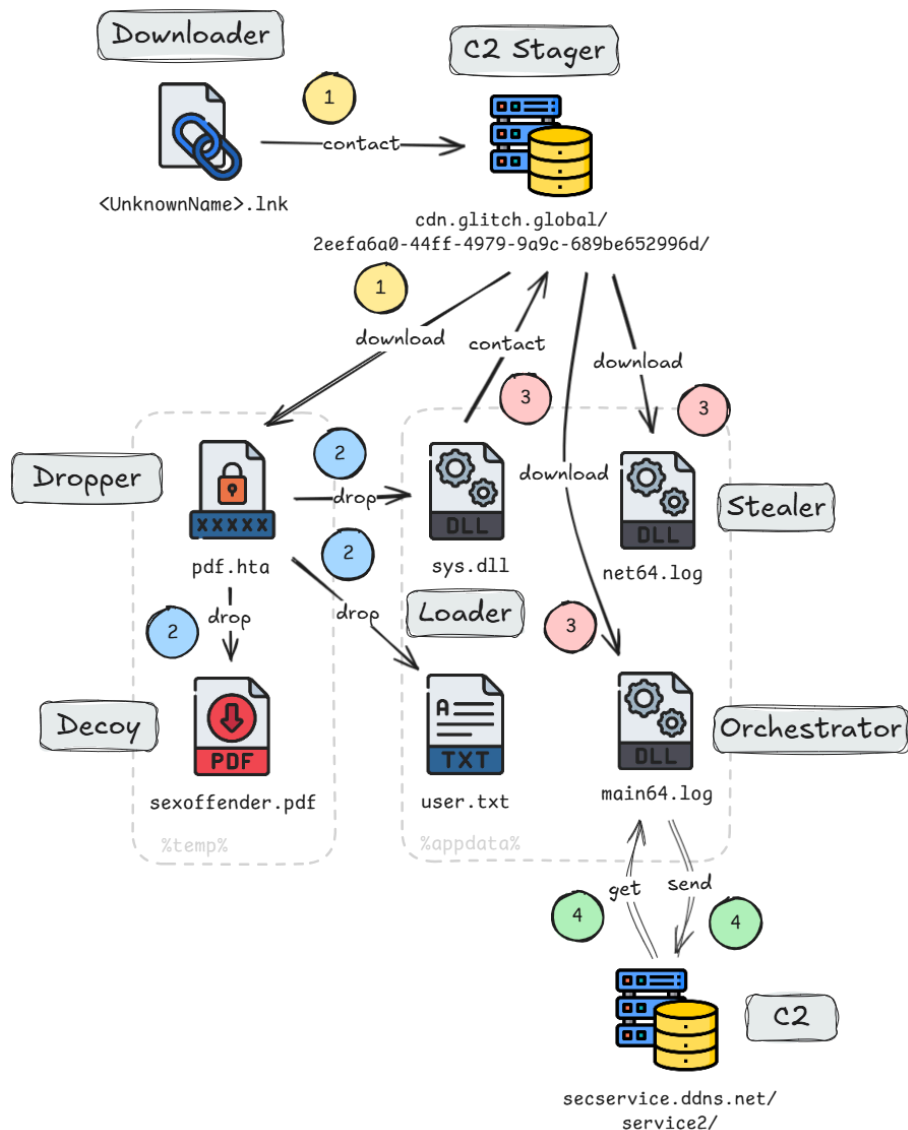 Downloader
C2 Stager
1
contact
<UnknownName>.lnk
cdn.glitch.global/
2eefa6a0-44ff-4979-9a9c-689be652996d/
1
download
contact
download
3
3
Dropper
2
drop
download
XXXXX
DLL
DLL
Stealer
pdf.hta
2
sys.dll
net64.log
drop
drop
Loader
3
2
Decoy
A
Orchestrator
PDF
TXT
DLL
sexoffender.pdf
user.txt
main64.log
%temp%
%appdata%
get
send
4
4
C2
secservice.ddns.net/
service2/